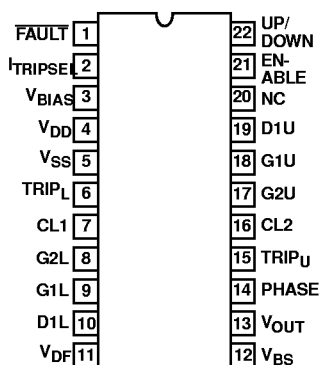 FAULT 1
ITRIPSEL 2
VBIAS 3
VDD 4
VSS 5
TRIPL 6
CL1 7
G2L 8
G1L 9
D1L 10
VDF 11
22 UP/
DOWN
21 EN-
ABLE
20 NC
19 D1U
18 G1U
17 G2U
16 CL2
15 TRIPU
14 PHASE
13 VOUT
12 VBS